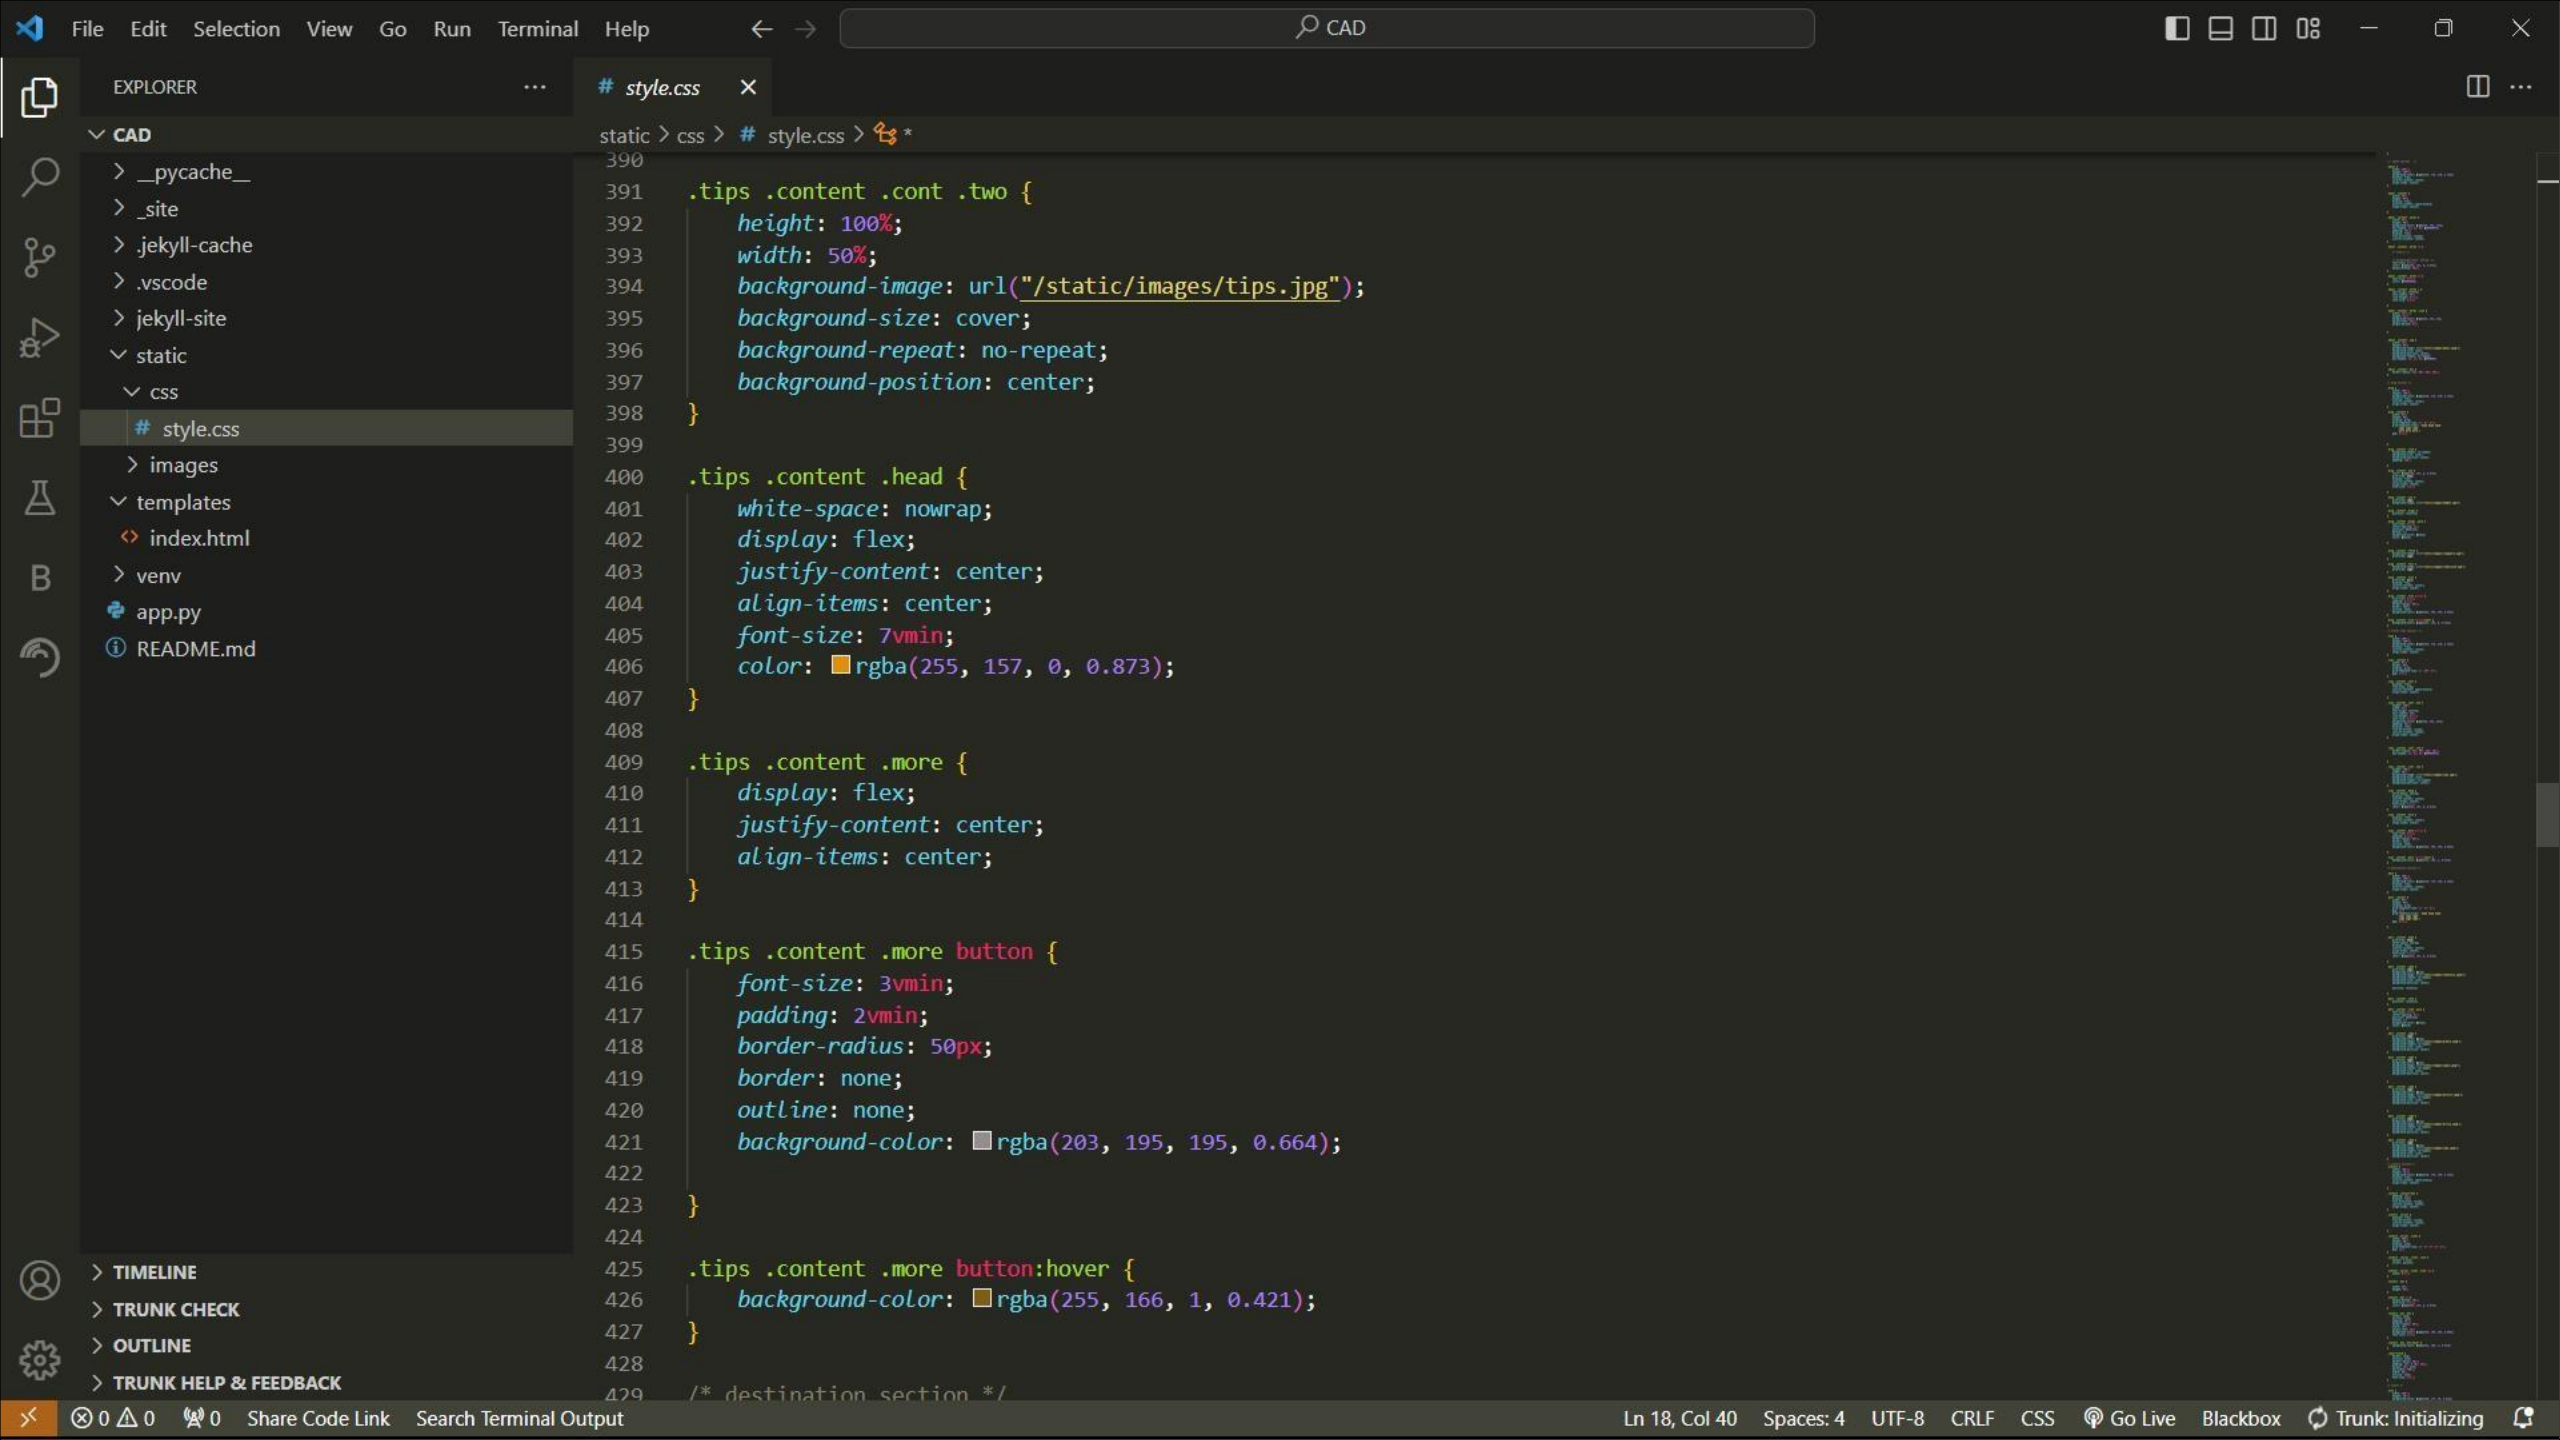 File Edit Selection View Go Run Terminal Help
CAD
EXPLORER
CAD
__pycache__
_site
.jekyll-cache
.vscode
jekyll-site
static
css
# style.css
images
templates
<> index.html
venv
app.py
README.md
TIMELINE
TRUNK CHECK
OUTLINE
TRUNK HELP & FEEDBACK
# style.css
static > css > # style.css > *
390
391 .tips .content .cont .two {
392 height: 100%;
393 width: 50%;
394 background-image: url("/static/images/tips.jpg");
395 background-size: cover;
396 background-repeat: no-repeat;
397 background-position: center;
398 }
399
400 .tips .content .head {
401 white-space: nowrap;
402 display: flex;
403 justify-content: center;
404 align-items: center;
405 font-size: 7vmin;
406 color: rgba(255, 157, 0, 0.873);
407 }
408
409 .tips .content .more {
410 display: flex;
411 justify-content: center;
412 align-items: center;
413 }
414
415 .tips .content .more button {
416 font-size: 3vmin;
417 padding: 2vmin;
418 border-radius: 50px;
419 border: none;
420 outline: none;
421 background-color: rgba(203, 195, 195, 0.664);
422
423 }
424
425 .tips .content .more button:hover {
426 background-color: rgba(255, 166, 1, 0.421);
427 }
428
429 /* destination section */
0 0 0 Share Code Link Search Terminal Output Ln 18, Col 40 Spaces: 4 UTF-8 CRLF CSS Go Live Blackbox Trunk: Initializing